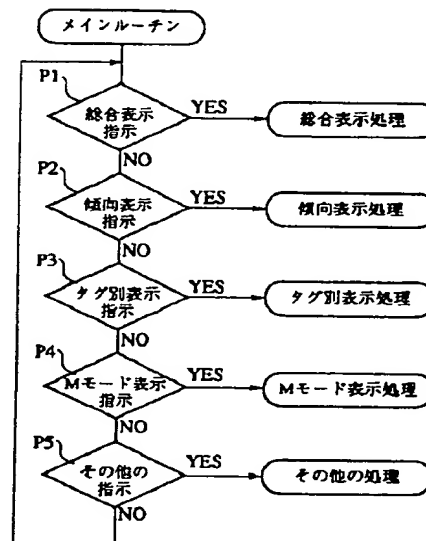 メインルーチン
P1
総合表示
指示
YES
総合表示処理
NO
P2
傾向表示
指示
YES
傾向表示処理
NO
P3
タグ別表示
指示
YES
タグ別表示処理
NO
P4
Mモード表示
指示
YES
Mモード表示処理
NO
P5
その他の
指示
YES
その他の処理
NO